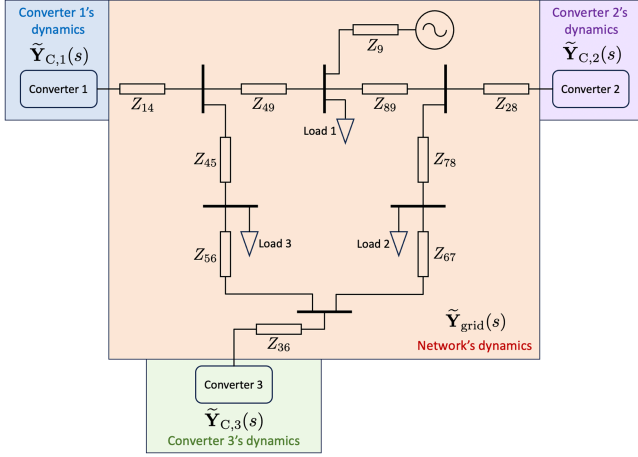 Converter 1's
dynamics
Ỹ_C,1(s)
Converter 1
Z_14
Z_49
Z_9
Z_89
Z_28
Load 1
Converter 2's
dynamics
Ỹ_C,2(s)
Converter 2
Z_45
Z_78
Load 3
Load 2
Z_56
Z_67
Z_36
Ỹ_grid(s)
Network's dynamics
Converter 3
Ỹ_C,3(s)
Converter 3's dynamics